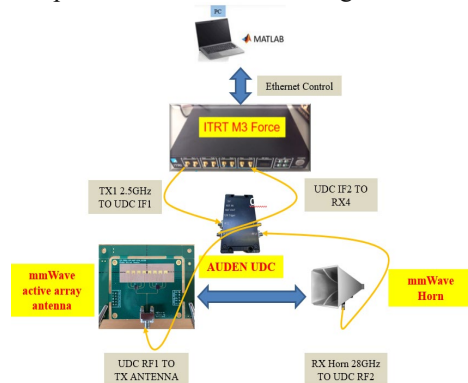 PC
MATLAB
Ethernet Control
ITRT M3 Force
TX1 2.5GHz
TO UDC IF1
UDC IF2 TO
RX4
AUDEN UDC
mmWave
active array
antenna
mmWave
Horn
UDC RF1 TO
TX ANTENNA
RX Horn 28GHz
TO UDC RF2